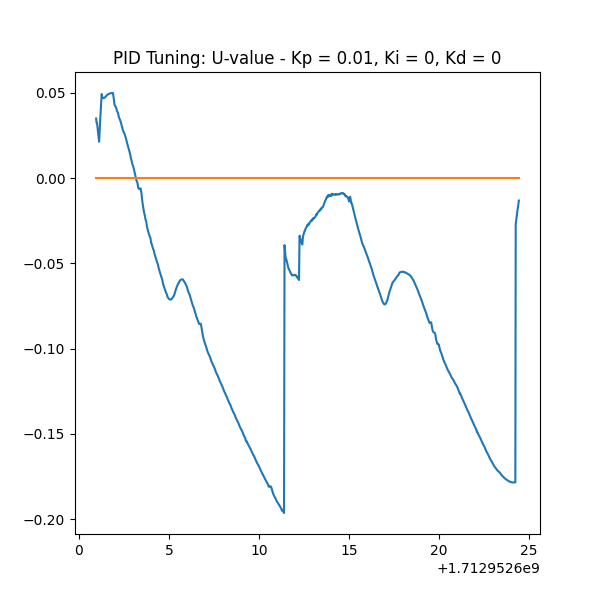 PID Tuning: U-value - Kp = 0.01, Ki = 0, Kd = 0
0.05
0.00
−0.05
−0.10
−0.15
−0.20
0 5 10 15 20 25
+1.7129526e9